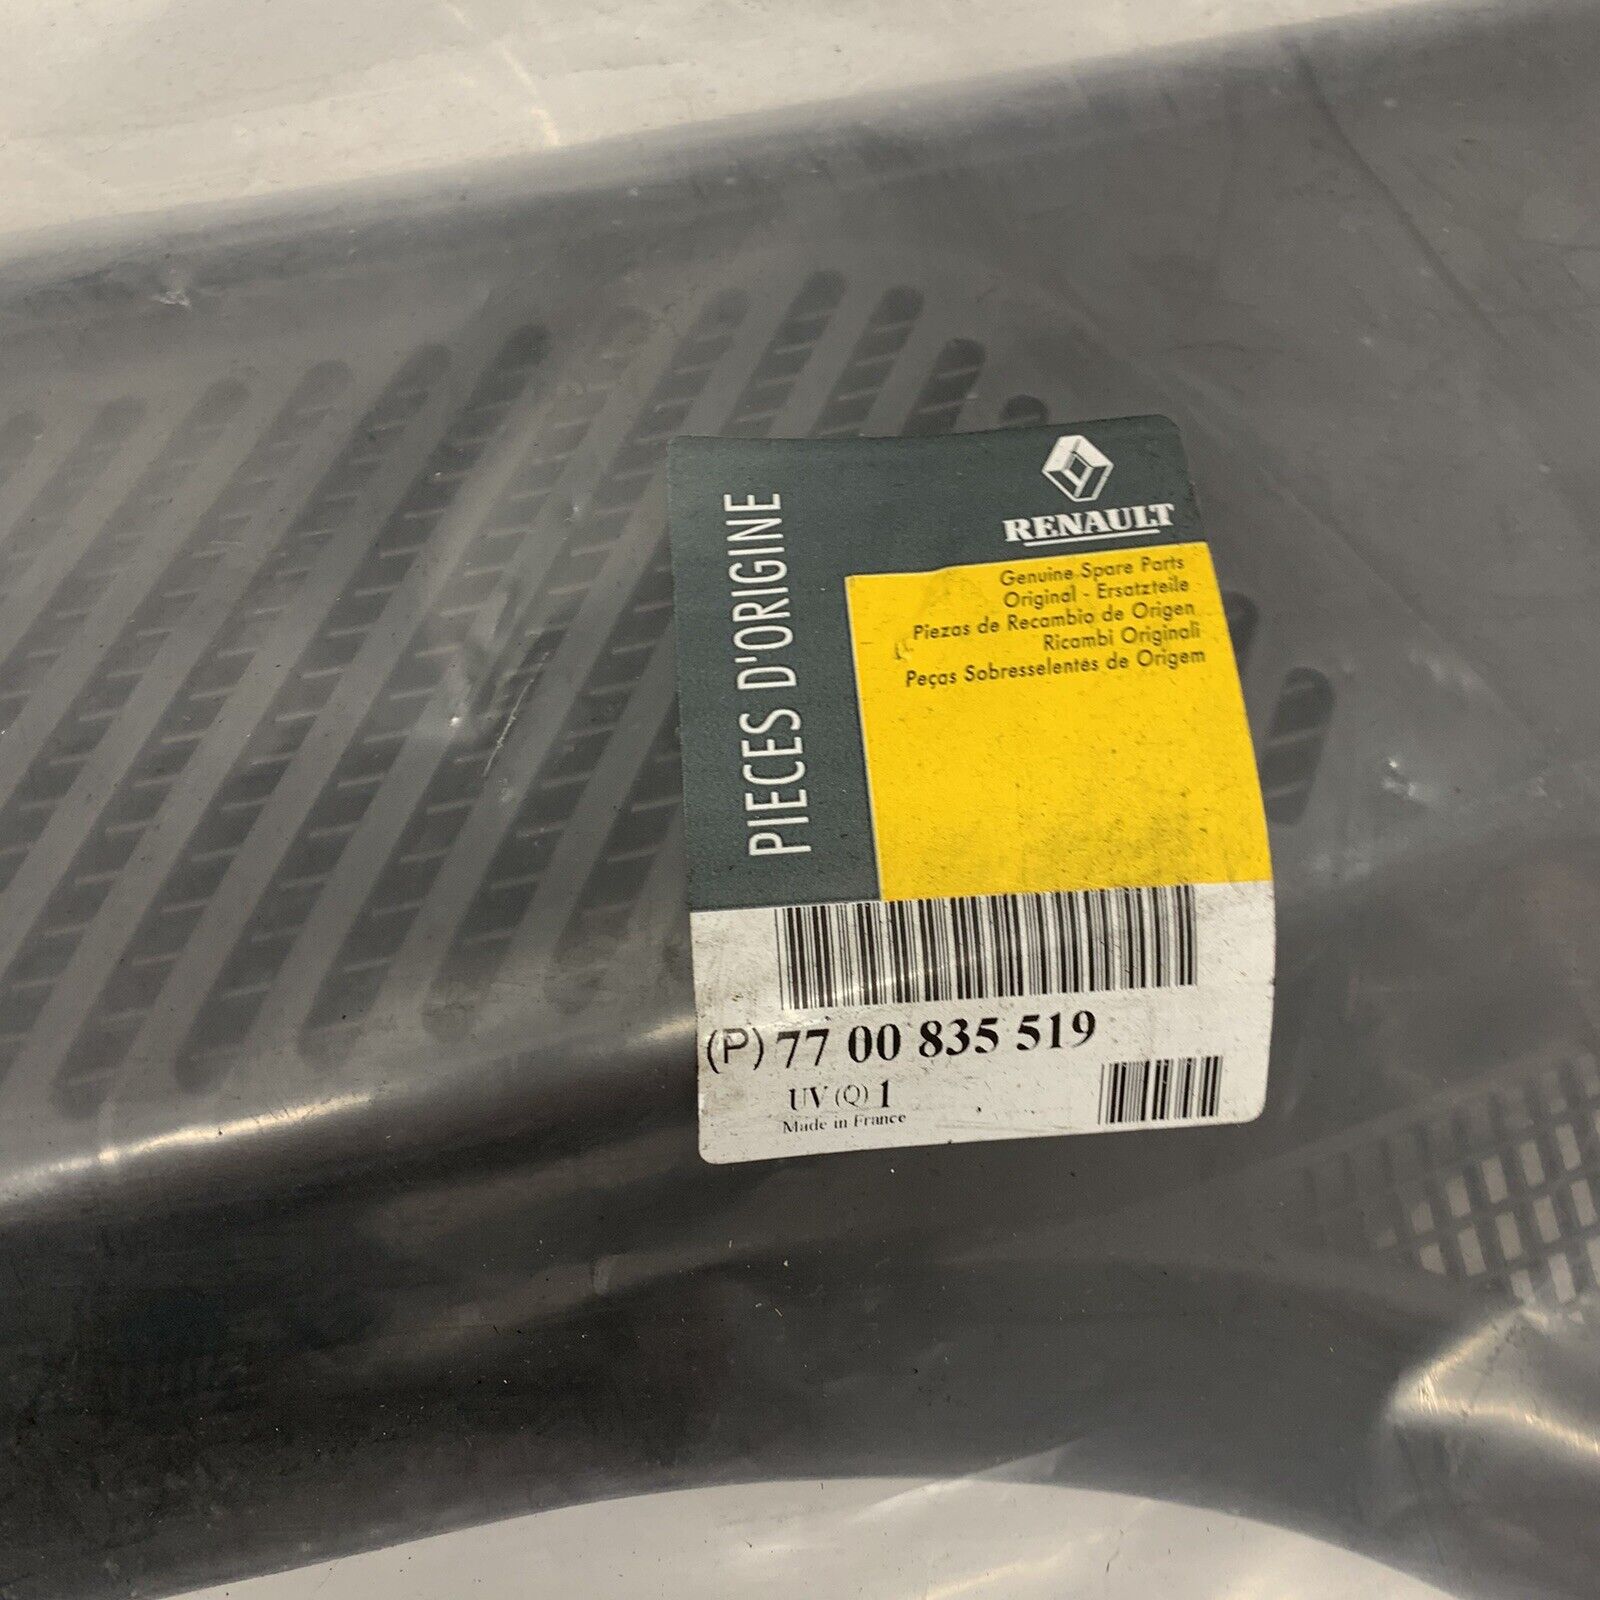 PIECES D'ORIGINE
RENAULT
Genuine Spare Parts
Original - Ersatzteile
Piezas de Recambio de Origen
Ricambi Originali
Peças Sobresselentes de Origem
(P) 77 00 835 519
UV (Q) 1
Made in France